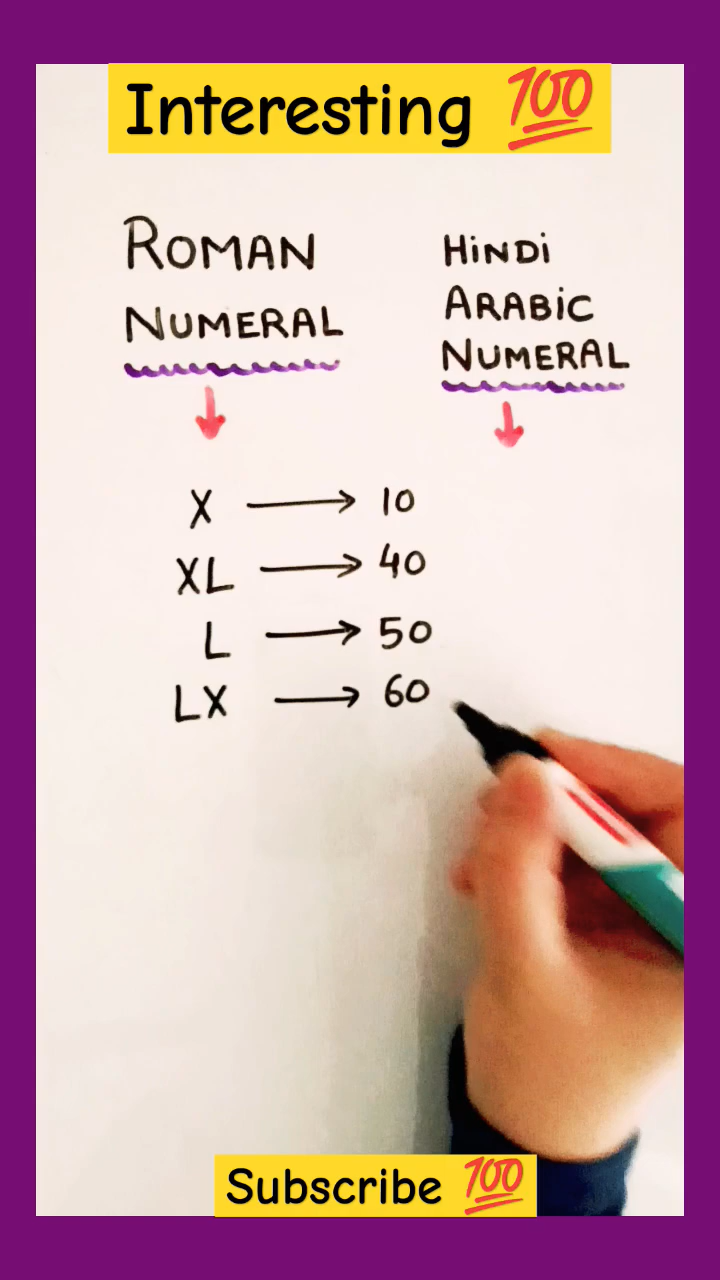 Interesting 💯
ROMAN
NUMERAL
HiNDi
ARABiC
NUMERAL
X → 10
XL → 40
L → 50
LX → 60
Subscribe 💯